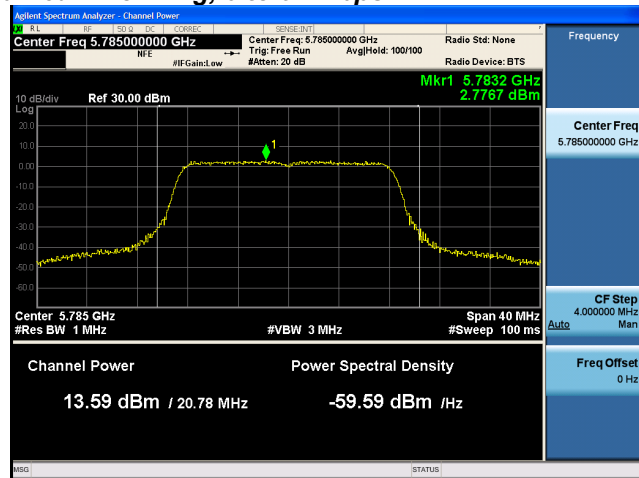 Agilent Spectrum Analyzer - Channel Power
RL RF 50 Ω DC CORREC SENSE:INT
Center Freq 5.785000000 GHz
NFE
#IFGain:Low
Center Freq: 5.785000000 GHz
Trig: Free Run Avg|Hold: 100/100
#Atten: 20 dB
Radio Std: None
Radio Device: BTS
Mkr1 5.7832 GHz
2.7767 dBm
10 dB/div Ref 30.00 dBm
Log
20.0
10.0
0.00
-10.0
-20.0
-30.0
-40.0
-50.0
-60.0
1
Center 5.785 GHz Span 40 MHz
#Res BW 1 MHz #VBW 3 MHz #Sweep 100 ms
Channel Power Power Spectral Density
13.59 dBm / 20.78 MHz -59.59 dBm /Hz
MSG STATUS
Frequency
Center Freq
5.785000000 GHz
CF Step
4.000000 MHz
Auto Man
Freq Offset
0 Hz